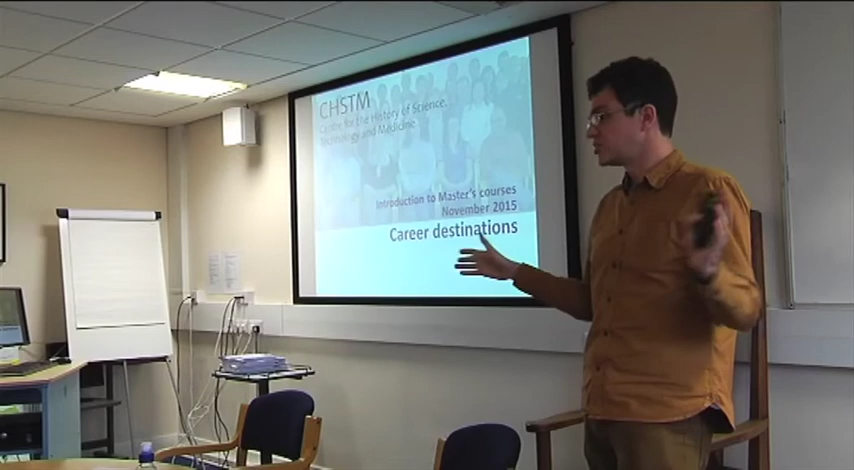 CHSTM
Centre for the History of Science,
Technology and Medicine
Introduction to Master's courses
November 2015
Career destinations